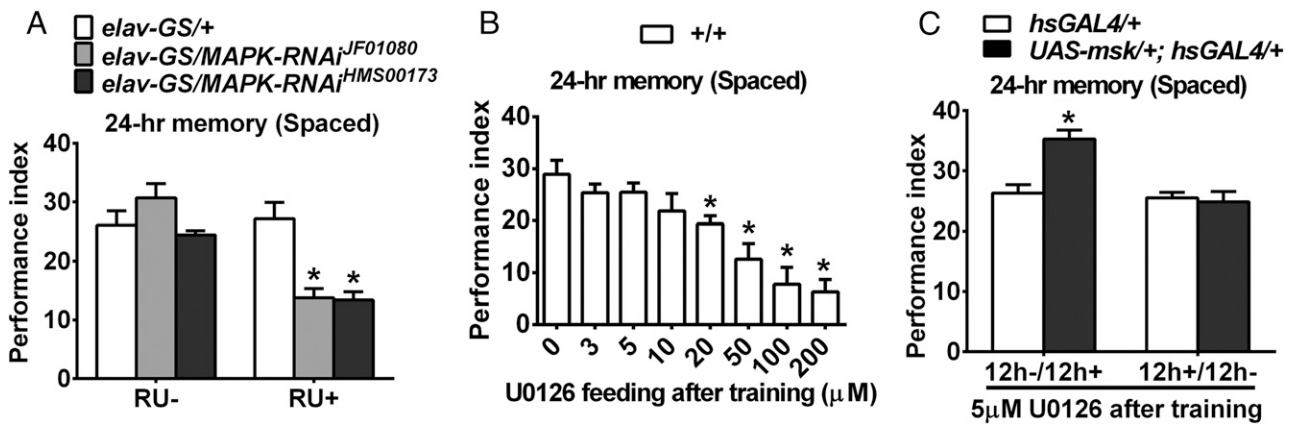 A
elav-GS/+
elav-GS/MAPK-RNAi^JF01080
elav-GS/MAPK-RNAi^HMS00173
24-hr memory (Spaced)
Performance index
40
30
20
10
0
RU-
RU+
*
*
B
+/+
24-hr memory (Spaced)
Performance index
40
30
20
10
0
*
*
*
*
0 3 5 10 20 50 100 200
U0126 feeding after training (μM)
C
hsGAL4/+
UAS-msk/+; hsGAL4/+
24-hr memory (Spaced)
Performance index
40
30
20
10
0
*
12h-/12h+
12h+/12h-
5μM U0126 after training